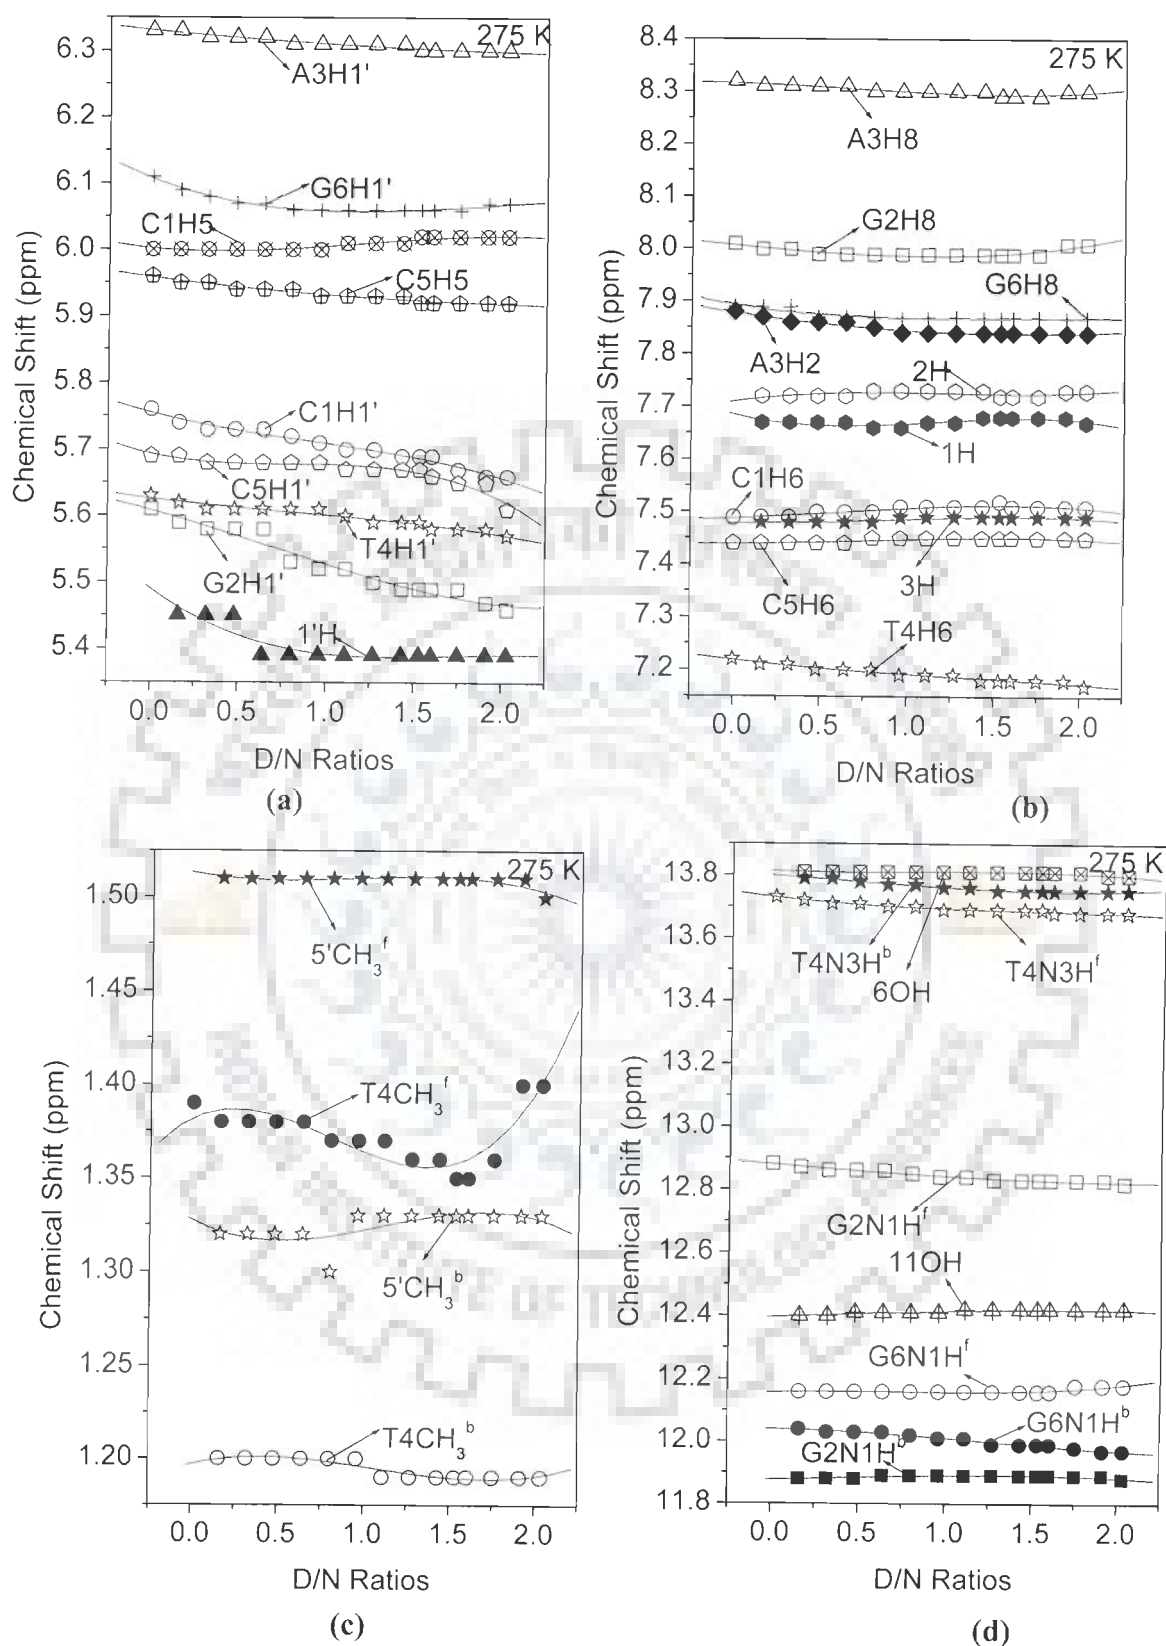 275 K
6.3
A3H1'
6.2
6.1
G6H1'
C1H5
6.0
C5H5
5.9
5.8
C1H1'
5.7
C5H1'
5.6
T4H1'
G2H1'
5.5
1'H
5.4
0.0 0.5 1.0 1.5 2.0
Chemical Shift (ppm)
D/N Ratios
(a)
8.4
275 K
8.3
A3H8
8.2
8.1
G2H8
8.0
G6H8
7.9
A3H2
7.8
2H
7.7
1H
7.6
C1H6
7.5
3H
7.4
C5H6
7.3
T4H6
7.2
0.0 0.5 1.0 1.5 2.0
Chemical Shift (ppm)
D/N Ratios
(b)
275 K
1.50
5'CH3f
1.45
1.40
T4CH3f
1.35
5'CH3b
1.30
1.25
T4CH3b
1.20
0.0 0.5 1.0 1.5 2.0
Chemical Shift (ppm)
D/N Ratios
(c)
275 K
13.8
13.6
T4N3Hb
T4N3Hf
6OH
13.4
13.2
13.0
12.8
G2N1Hf
12.6
11OH
12.4
G6N1Hf
12.2
G6N1Hb
12.0
G2N1Hb
11.8
0.0 0.5 1.0 1.5 2.0
Chemical Shift (ppm)
D/N Ratios
(d)